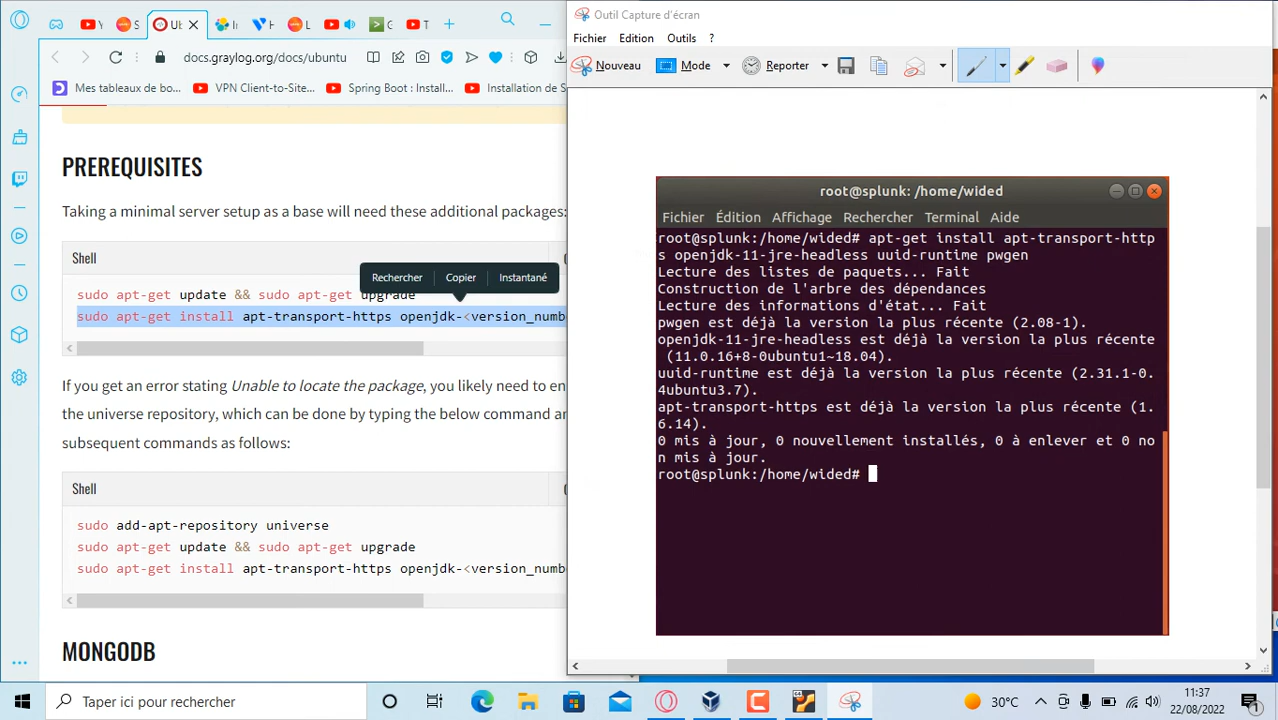 Y
S
Ub
In
V
L
C
T
docs.graylog.org/docs/ubuntu
Mes tableaux de bo...
VPN Client-to-Site...
Spring Boot : Install...
Installation de S
PREREQUISITES
Taking a minimal server setup as a base will need these additional packages:
Shell
Rechercher
Copier
Instantané
sudo apt-get update && sudo apt-get upgrade
sudo apt-get install apt-transport-https openjdk-<version_numb
If you get an error stating Unable to locate the package, you likely need to en
the universe repository, which can be done by typing the below command an
subsequent commands as follows:
Shell
sudo add-apt-repository universe
sudo apt-get update && sudo apt-get upgrade
sudo apt-get install apt-transport-https openjdk-<version_numb
MONGODB
Outil Capture d'écran
Fichier Edition Outils ?
Nouveau
Mode
Reporter
root@splunk: /home/wided
Fichier Édition Affichage Rechercher Terminal Aide
root@splunk:/home/wided# apt-get install apt-transport-http
s openjdk-11-jre-headless uuid-runtime pwgen
Lecture des listes de paquets... Fait
Construction de l'arbre des dépendances
Lecture des informations d'état... Fait
pwgen est déjà la version la plus récente (2.08-1).
openjdk-11-jre-headless est déjà la version la plus récente
(11.0.16+8-0ubuntu1~18.04).
uuid-runtime est déjà la version la plus récente (2.31.1-0.
4ubuntu3.7).
apt-transport-https est déjà la version la plus récente (1.
6.14).
0 mis à jour, 0 nouvellement installés, 0 à enlever et 0 no
n mis à jour.
root@splunk:/home/wided#
Taper ici pour rechercher
30°C
11:37
22/08/2022
1